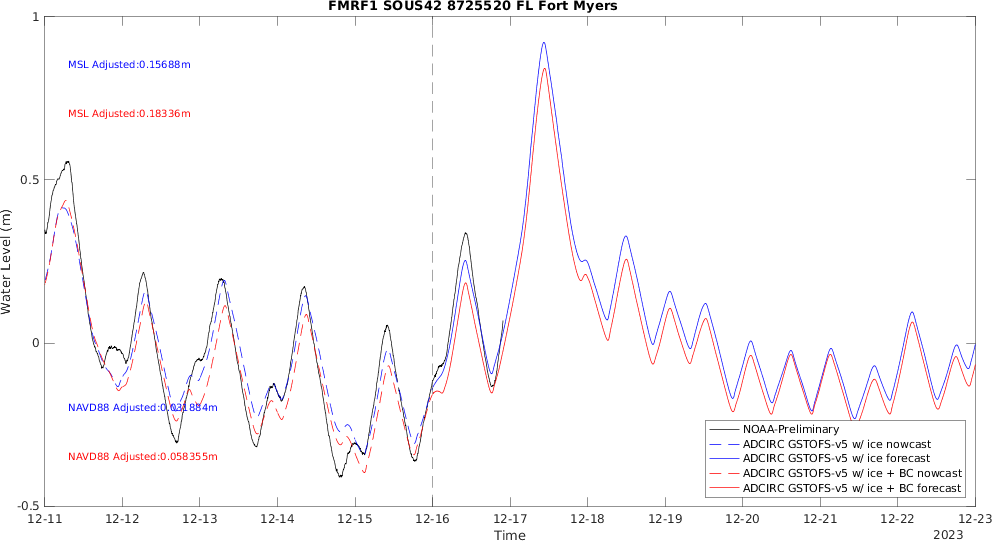 FMRF1 SOUS42 8725520 FL Fort Myers
1
MSL Adjusted:0.15688m
MSL Adjusted:0.18336m
0.5
Water Level (m)
0
NAVD88 Adjusted:0.031884m
NAVD88 Adjusted:0.058355m
-0.5
NOAA-Preliminary
ADCIRC GSTOFS-v5 w/ ice nowcast
ADCIRC GSTOFS-v5 w/ ice forecast
ADCIRC GSTOFS-v5 w/ ice + BC nowcast
ADCIRC GSTOFS-v5 w/ ice + BC forecast
12-11 12-12 12-13 12-14 12-15 12-16 12-17 12-18 12-19 12-20 12-21 12-22 12-23
Time
2023